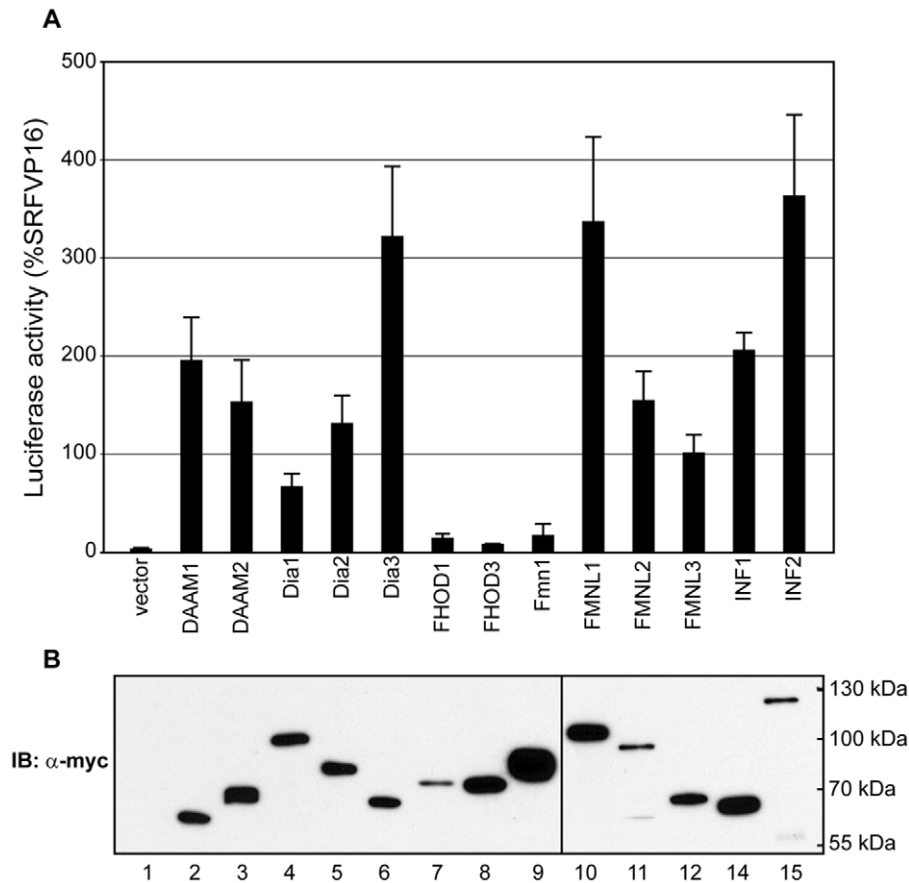 A
Luciferase activity (%SRFVP16)
500
400
300
200
100
0
vector
DAAM1
DAAM2
Dia1
Dia2
Dia3
FHOD1
FHOD3
Fmn1
FMNL1
FMNL2
FMNL3
INF1
INF2
B
IB: α-myc
130 kDa
100 kDa
70 kDa
55 kDa
1 2 3 4 5 6 7 8 9 10 11 12 14 15